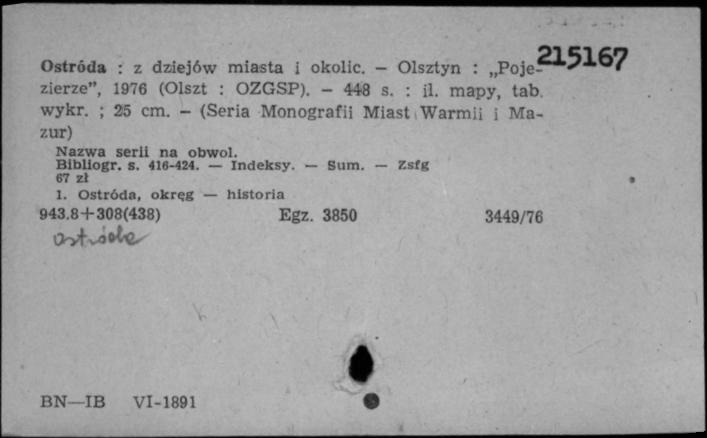 215167
Ostróda : z dziejów miasta i okolic. — Olsztyn : „Poje-
zierze”, 1976 (Olszt : OZGSP). — 448 s. : il. mapy, tab.
wykr. ; 25 cm. — (Seria Monografii Miast Warmii i Ma-
zur)
Nazwa serii na obwol.
Bibliogr. s. 416-424. — Indeksy. — Sum. — Zsfg
67 zł
1. Ostróda, okręg — historia
943.8+308(438) Egz. 3850 3449/76
Ostróda
BN—IB VI-1891